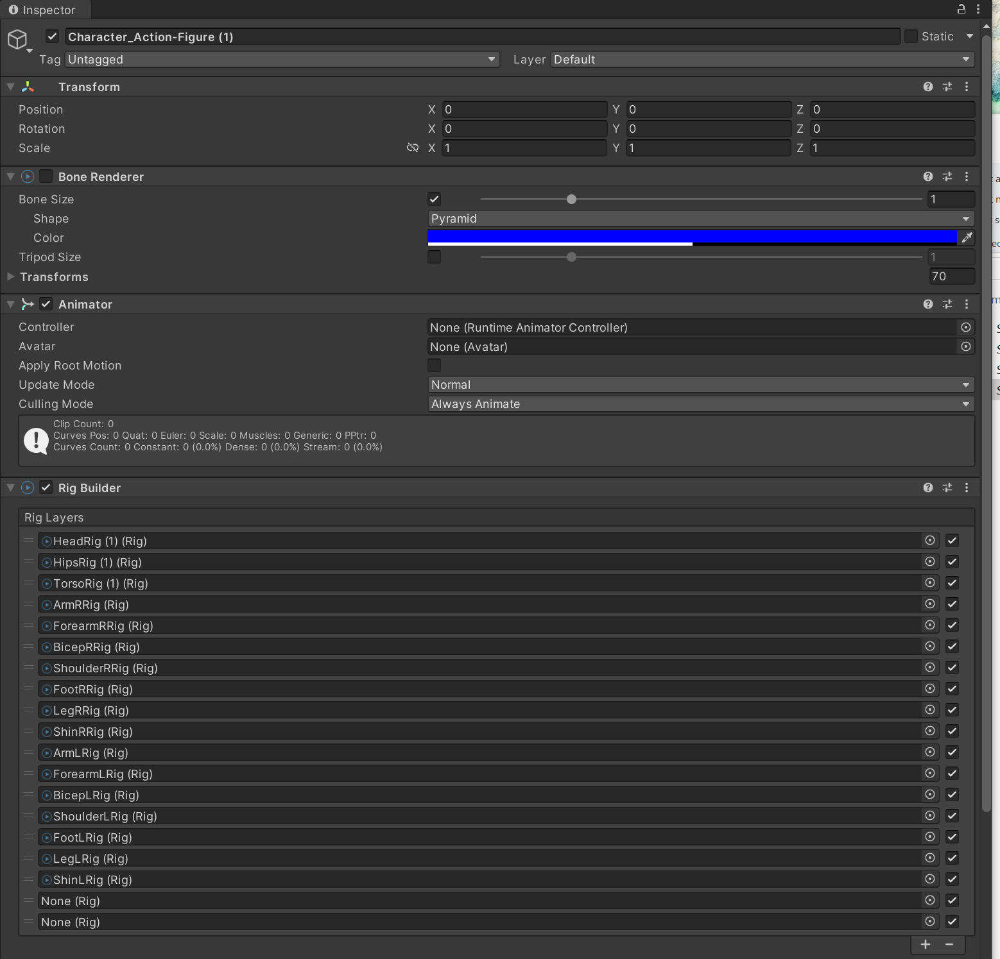 Inspector
Character_Action-Figure (1) Static
Tag Untagged Layer Default
Transform
Position X 0 Y 0 Z 0
Rotation X 0 Y 0 Z 0
Scale X 1 Y 1 Z 1
Bone Renderer
Bone Size 1
Shape Pyramid
Color
Tripod Size 1
Transforms 70
Animator
Controller None (Runtime Animator Controller)
Avatar None (Avatar)
Apply Root Motion
Update Mode Normal
Culling Mode Always Animate
Clip Count: 0
Curves Pos: 0 Quat: 0 Euler: 0 Scale: 0 Muscles: 0 Generic: 0 PPtr: 0
Curves Count: 0 Constant: 0 (0.0%) Dense: 0 (0.0%) Stream: 0 (0.0%)
Rig Builder
Rig Layers
HeadRig (1) (Rig)
HipsRig (1) (Rig)
TorsoRig (1) (Rig)
ArmRRig (Rig)
ForearmRRig (Rig)
BicepRRig (Rig)
ShoulderRRig (Rig)
FootRRig (Rig)
LegRRig (Rig)
ShinRRig (Rig)
ArmLRig (Rig)
ForearmLRig (Rig)
BicepLRig (Rig)
ShoulderLRig (Rig)
FootLRig (Rig)
LegLRig (Rig)
ShinLRig (Rig)
None (Rig)
None (Rig)